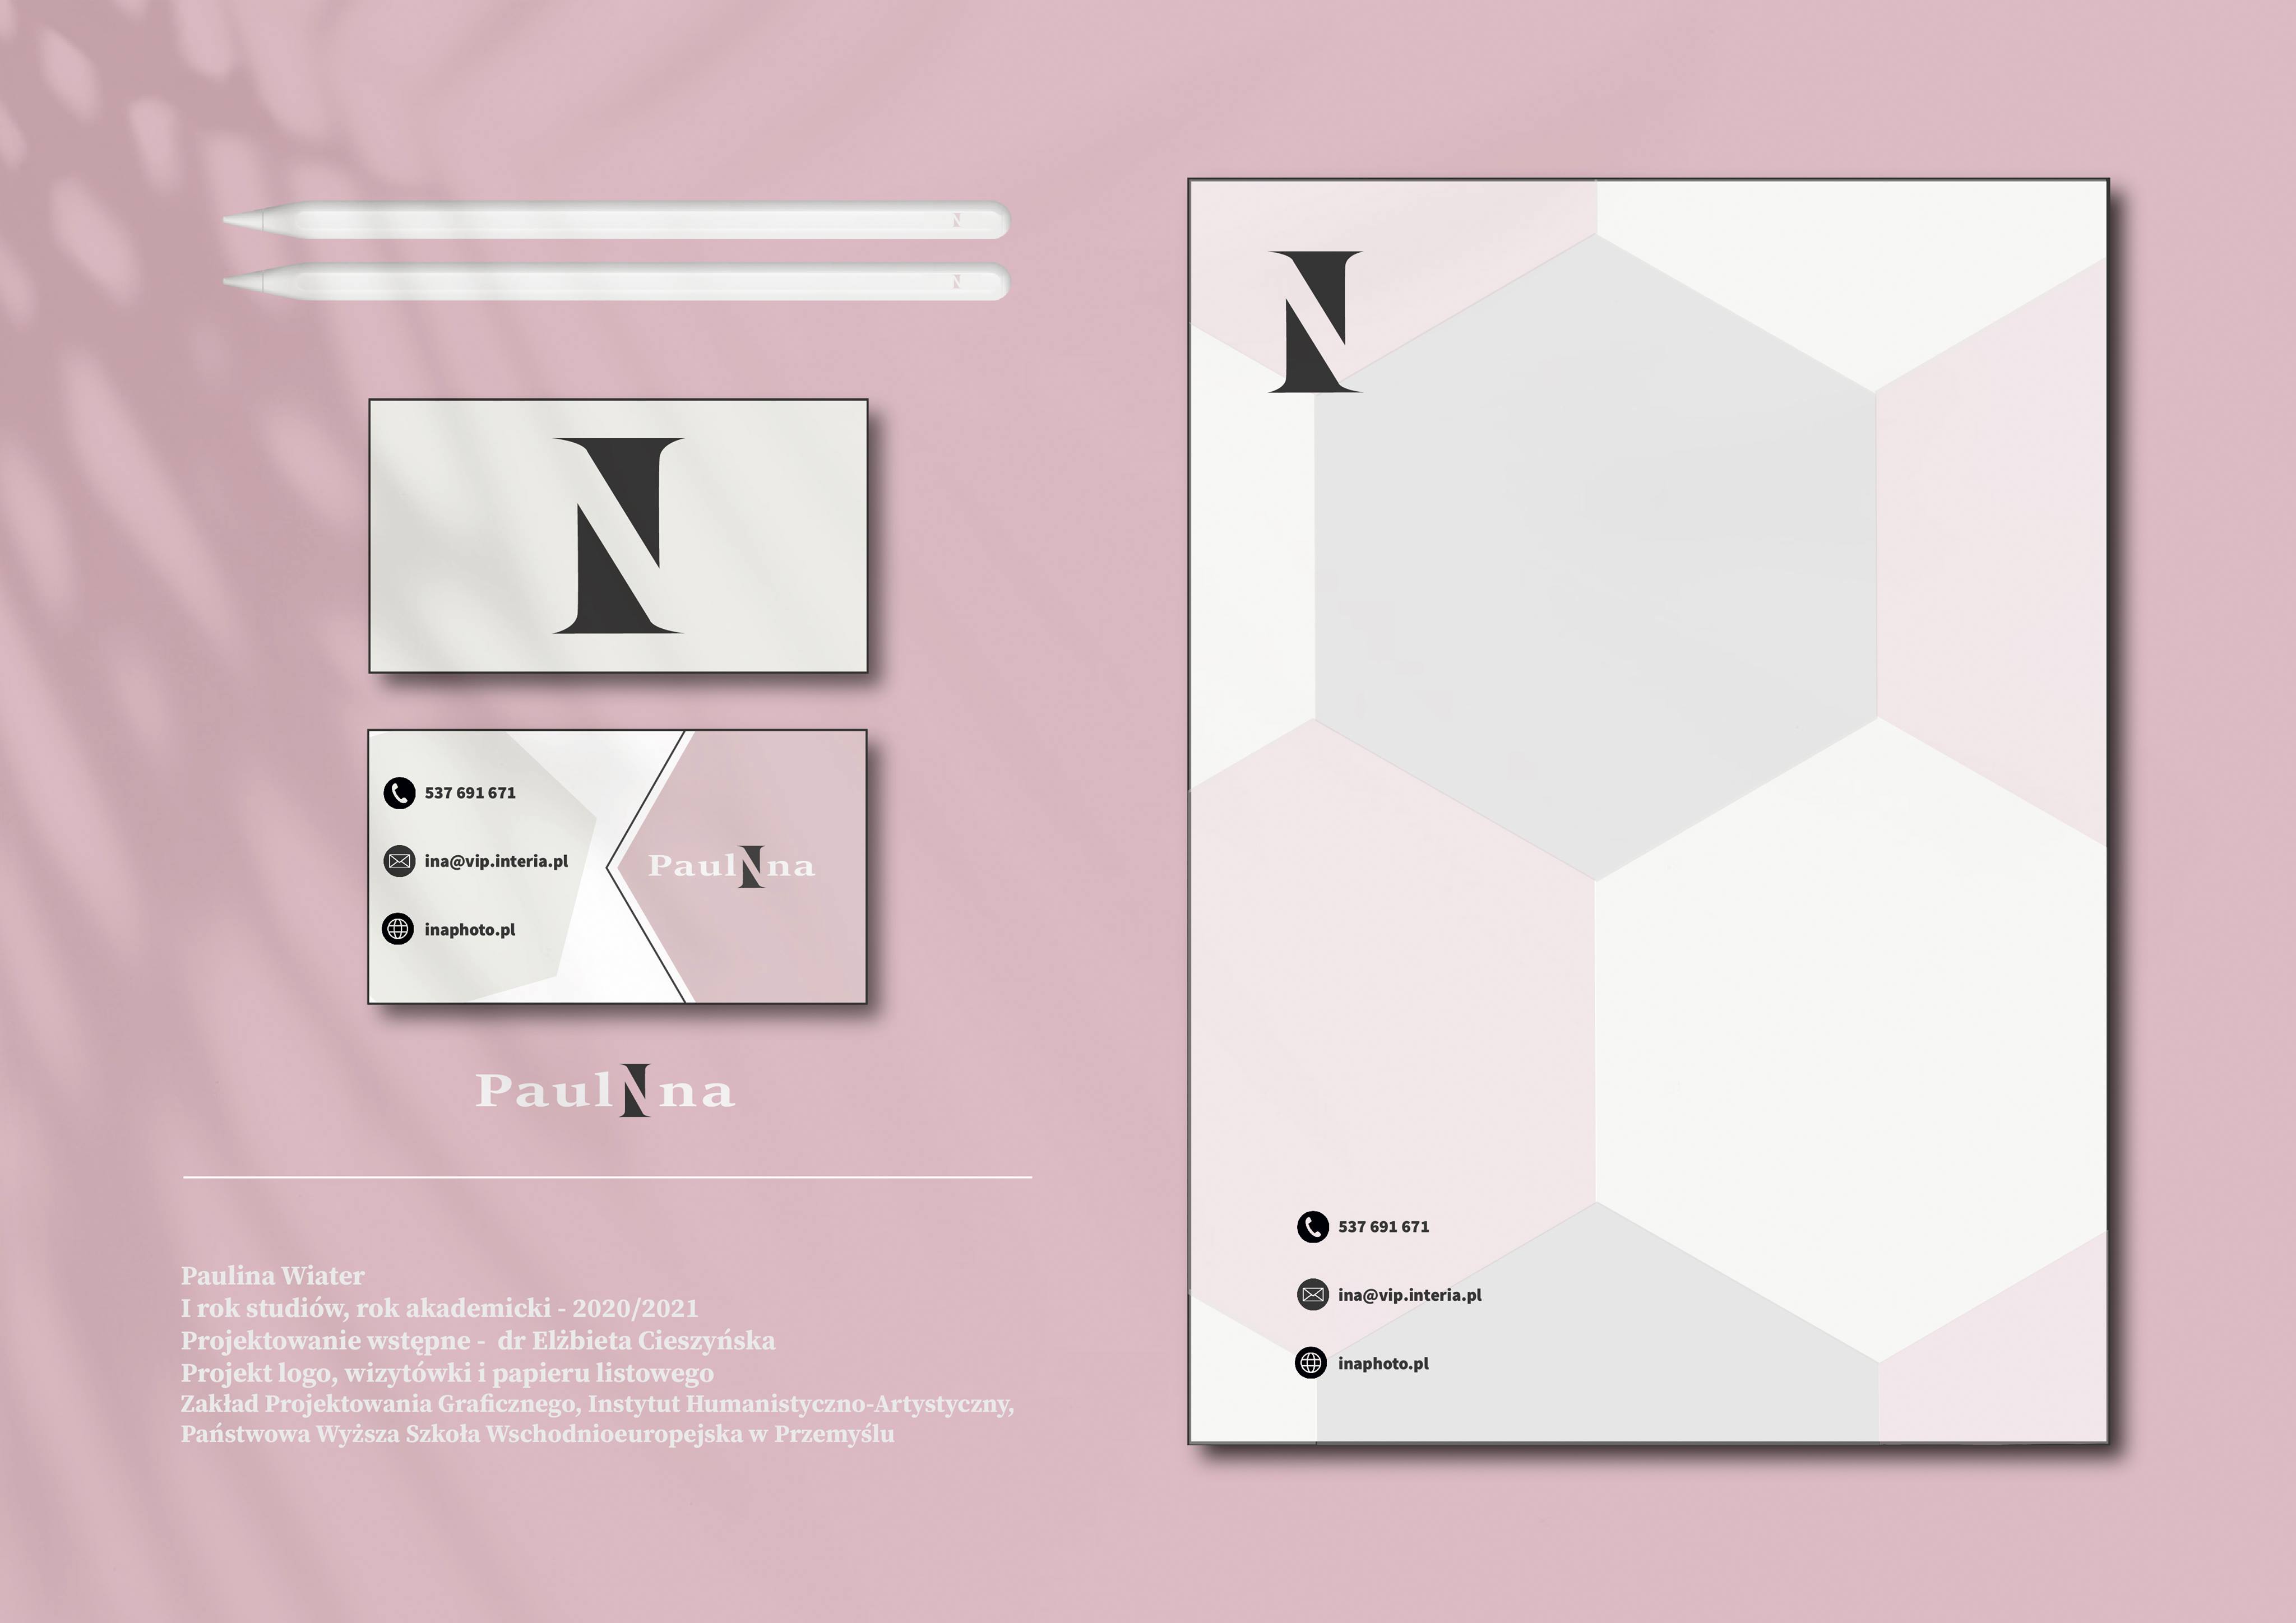 N
N
N
537 691 671
ina@vip.interia.pl
inaphoto.pl
PaulNna
PaulNna
Paulina Wiater
I rok studiów, rok akademicki - 2020/2021
Projektowanie wstępne -  dr Elżbieta Cieszyńska
Projekt logo, wizytówki i papieru listowego
Zakład Projektowania Graficznego, Instytut Humanistyczno-Artystyczny,
Państwowa Wyższa Szkoła Wschodnioeuropejska w Przemyślu
N
537 691 671
ina@vip.interia.pl
inaphoto.pl